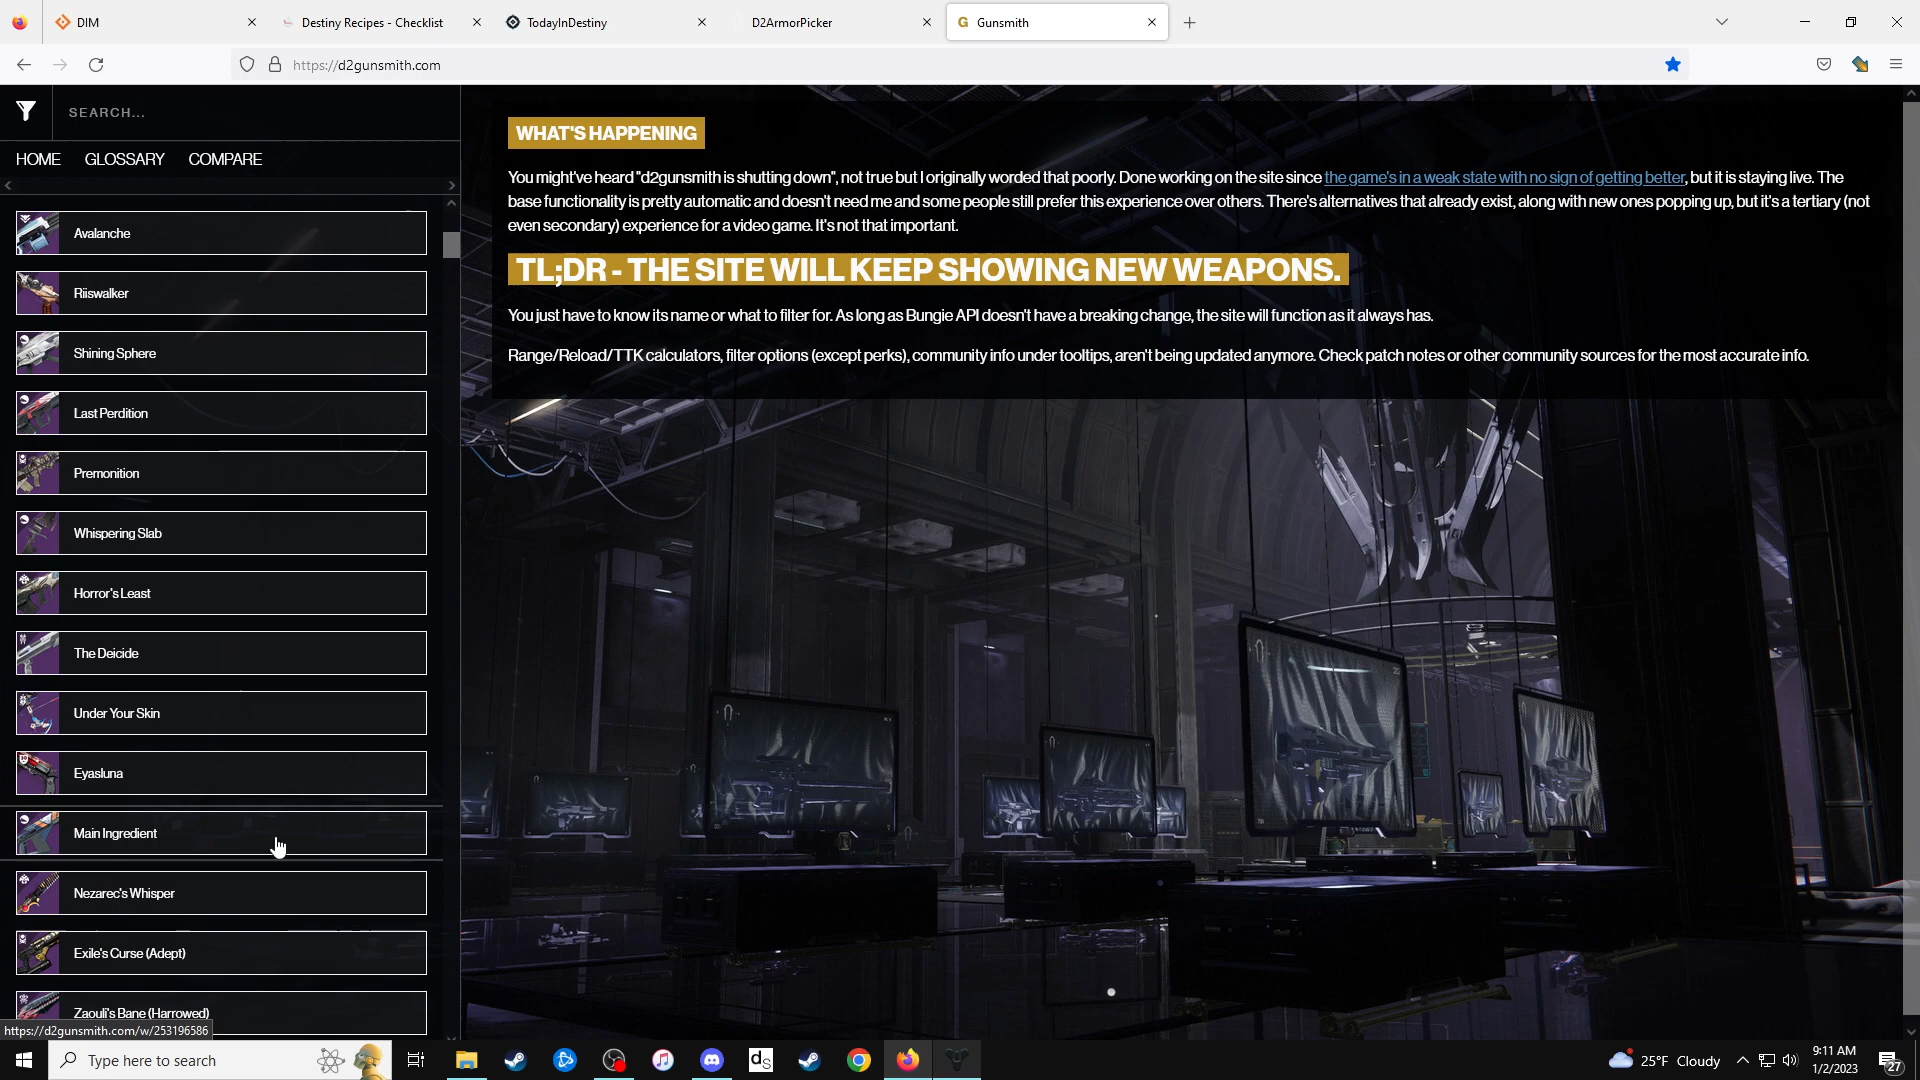 DIM
Destiny Recipes - Checklist
TodayInDestiny
D2ArmorPicker
G Gunsmith
https://d2gunsmith.com
SEARCH...
HOME GLOSSARY COMPARE
Avalanche
Riiswalker
Shining Sphere
Last Perdition
Premonition
Whispering Slab
Horror's Least
The Deicide
Under Your Skin
Eyasluna
Main Ingredient
Nezarec's Whisper
Exile's Curse (Adept)
Zaouli's Bane (Harrowed)
https://d2gunsmith.com/w/253196586
WHAT'S HAPPENING
You might've heard "d2gunsmith is shutting down", not true but I originally worded that poorly. Done working on the site since the game's in a weak state with no sign of getting better, but it is staying live. The
base functionality is pretty automatic and doesn't need me and some people still prefer this experience over others. There's alternatives that already exist, along with new ones popping up, but it's a tertiary (not
even secondary) experience for a video game. It's not that important.
TL;DR - THE SITE WILL KEEP SHOWING NEW WEAPONS.
You just have to know its name or what to filter for. As long as Bungie API doesn't have a breaking change, the site will function as it always has.
Range/Reload/TTK calculators, filter options (except perks), community info under tooltips, aren't being updated anymore. Check patch notes or other community sources for the most accurate info.
Type here to search
ds
25°F Cloudy
9:11 AM
1/2/2023
27